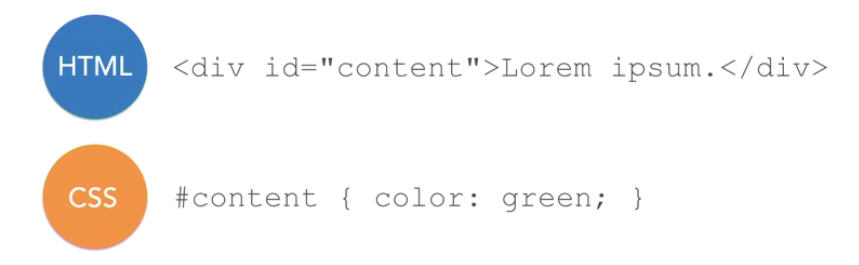 HTML <div id="content">Lorem ipsum.</div>
CSS #content { color: green; }